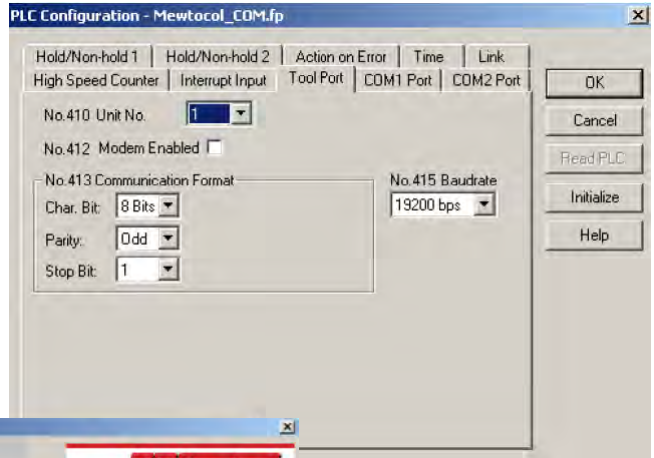 PLC Configuration - Mewtocol_COM.fp
Hold/Non-hold 1 Hold/Non-hold 2 Action on Error Time Link
High Speed Counter Interrupt Input Tool Port COM1 Port COM2 Port
OK
No.410 Unit No. 1
Cancel
No.412 Modem Enabled
Read PLC
No.413 Communication Format No.415 Baudrate
Char. Bit: 8 Bits 19200 bps
Initialize
Parity: Odd
Help
Stop Bit: 1